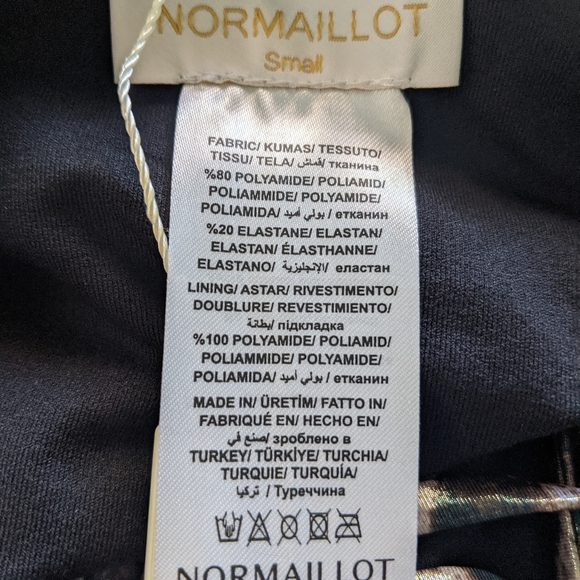 NORMAILLOT
Small
FABRIC/ KUMAS/ TESSUTO/
TISSU/ TELA/ قماش/ тканина
%80 POLYAMIDE/ POLIAMID/
POLIAMMIDE/ POLYAMIDE/
POLIAMIDA/ بولي أميد / етканин
%20 ELASTANE/ ELASTAN/
ELASTAN/ ÉLASTHANNE/
ELASTANO/ الإنجليزية/ еластан
LINING/ ASTAR/ RIVESTIMENTO/
DOUBLURE/ REVESTIMIENTO/
بطانة/ підкладка
%100 POLYAMIDE/ POLIAMID/
POLIAMMIDE/ POLYAMIDE/
POLIAMIDA/ بولي أميد / етканин
MADE IN/ ÜRETİM/ FATTO IN/
FABRIQUÉ EN/ HECHO EN/
صنع في/ зроблено в
TURKEY/ TÜRKİYE/ TURCHIA/
TURQUIE/ TURQUÍA/
تركيا / Туреччина
NORMAILLOT